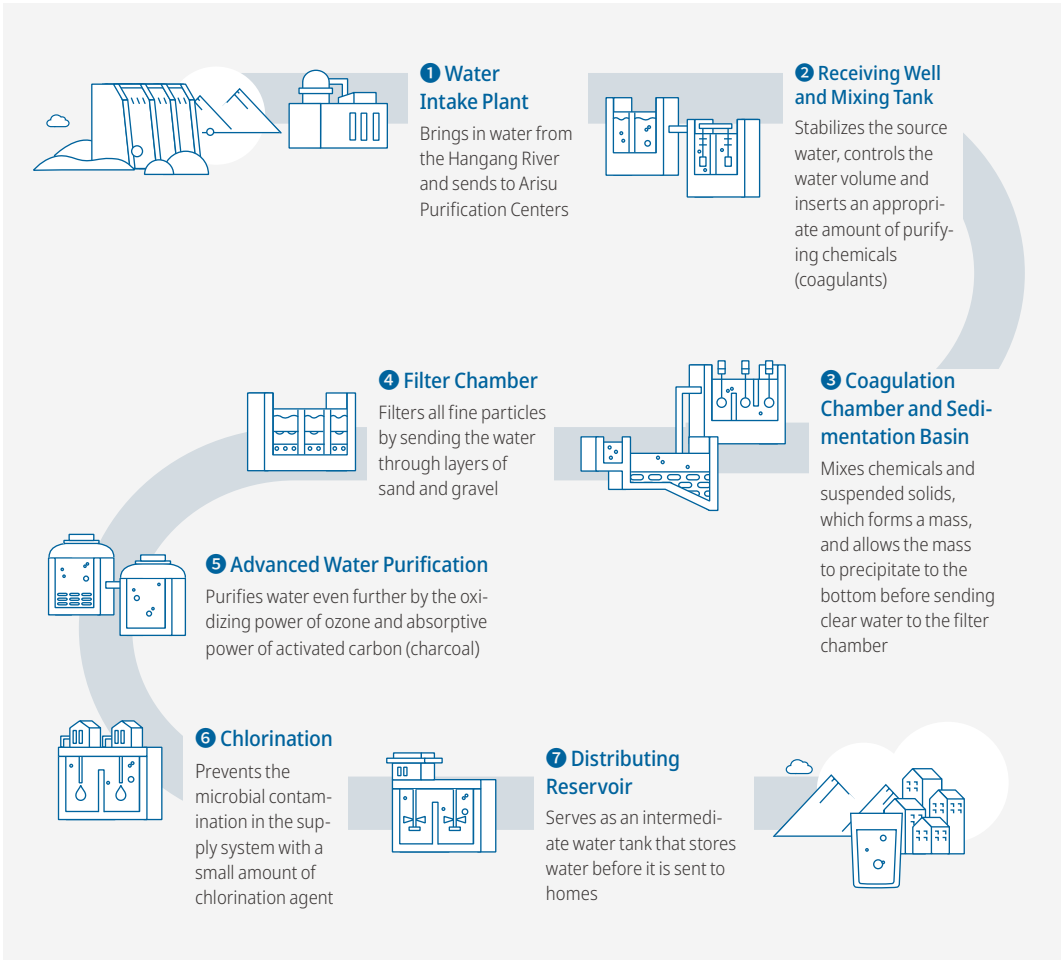 ❶ Water
Intake Plant
Brings in water from
the Hangang River
and sends to Arisu
Purification Centers
❷ Receiving Well
and Mixing Tank
Stabilizes the source
water, controls the
water volume and
inserts an appropri-
ate amount of purify-
ing chemicals
(coagulants)
❸ Coagulation
Chamber and Sedi-
mentation Basin
Mixes chemicals and
suspended solids,
which forms a mass,
and allows the mass
to precipitate to the
bottom before sending
clear water to the filter
chamber
❹ Filter Chamber
Filters all fine particles
by sending the water
through layers of
sand and gravel
❺ Advanced Water Purification
Purifies water even further by the oxi-
dizing power of ozone and absorptive
power of activated carbon (charcoal)
❻ Chlorination
Prevents the
microbial contam-
ination in the sup-
ply system with a
small amount of
chlorination agent
❼ Distributing
Reservoir
Serves as an intermedi-
ate water tank that stores
water before it is sent to
homes